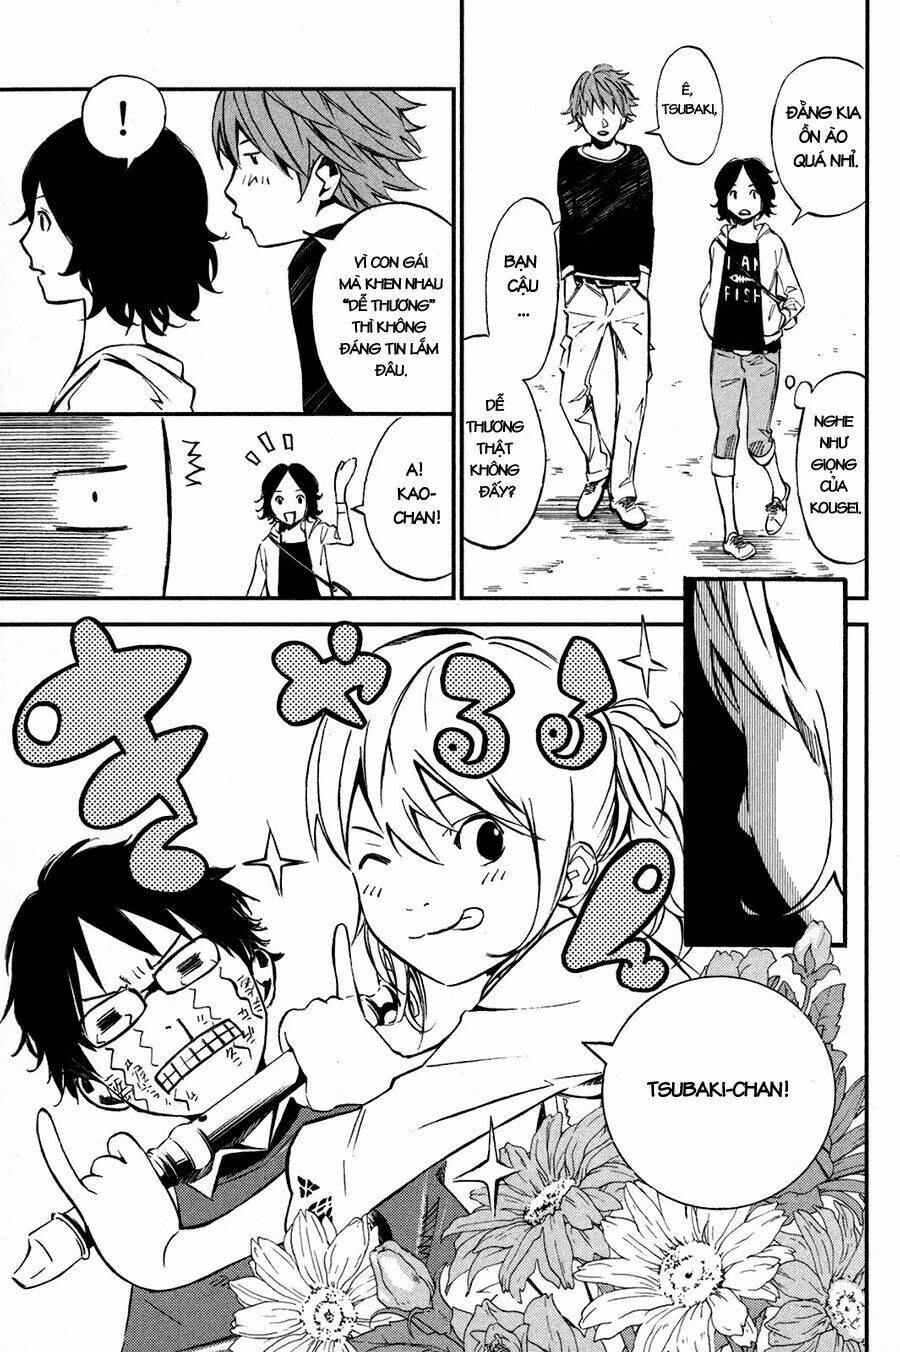 ĐẰNG KIA
ỒN ÀO
QUÁ NHỈ.
Ê,
TSUBAKI,
BẠN
CẬU
...
DỄ
THƯƠNG
THẬT
KHÔNG
ĐẤY?
I AM
FISH
NGHE
NHƯ
GIỌNG
CỦA
KOUSEI.
!
VÌ CON GÁI
MÀ KHEN NHAU
“DỄ THƯƠNG”
THÌ KHÔNG
ĐÁNG TIN LẮM
ĐÂU.
A!
KAO-
CHAN!
TSUBAKI-CHAN!